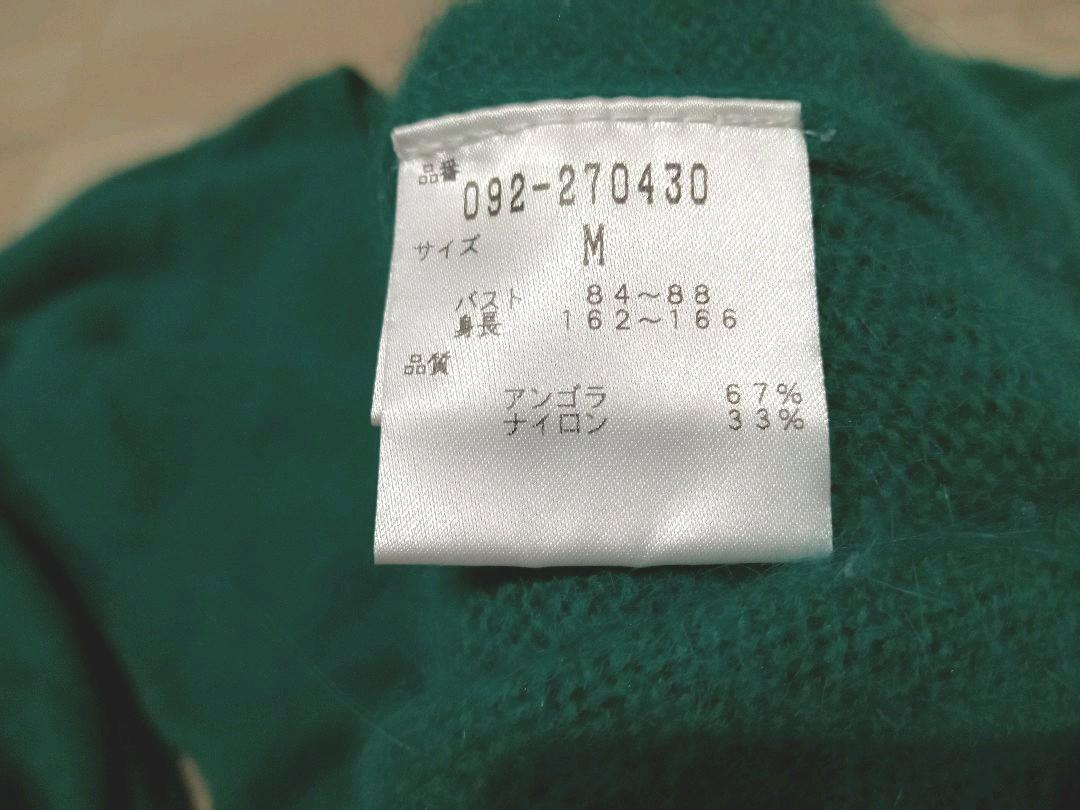 品番 092-270430
サイズ M
バスト 84～88
身長 162～166
品質
アンゴラ 67%
ナイロン 33%